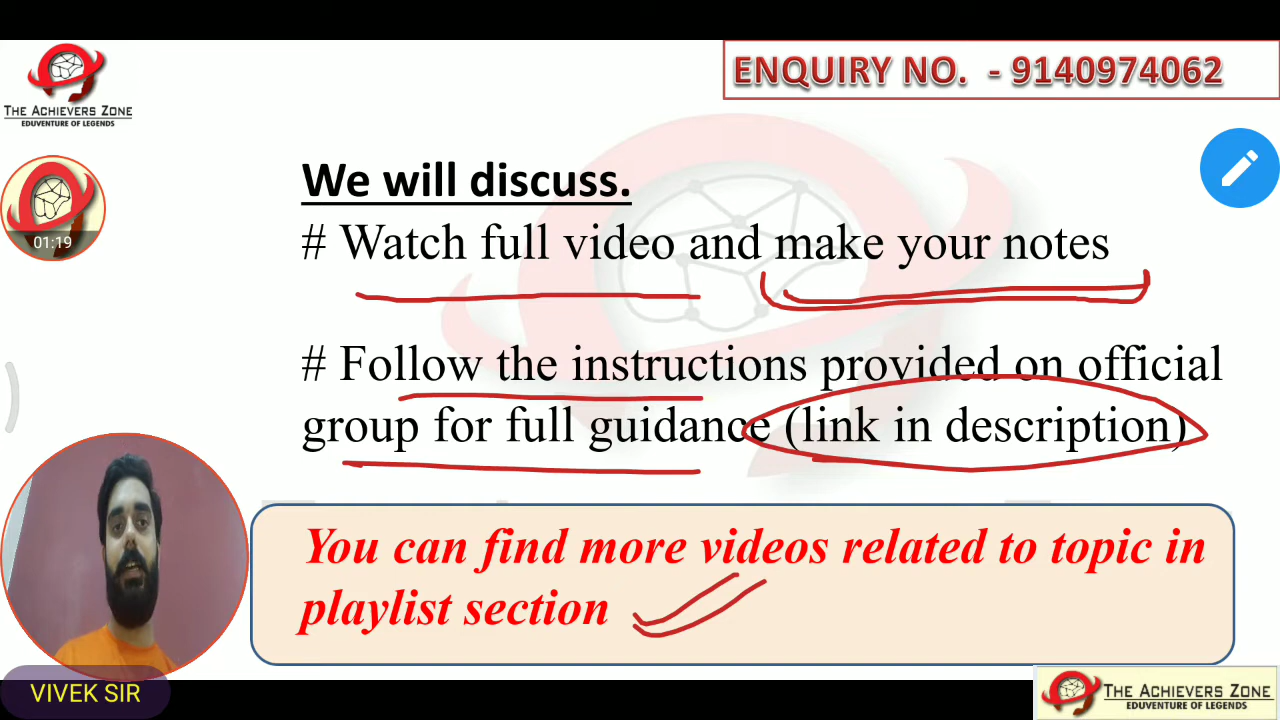 THE ACHIEVERS ZONE
EDUVENTURE OF LEGENDS
ENQUIRY NO. - 9140974062
01:19
We will discuss.
# Watch full video and make your notes
# Follow the instructions provided on official
group for full guidance (link in description)
You can find more videos related to topic in
playlist section
VIVEK SIR
THE ACHIEVERS ZONE
EDUVENTURE OF LEGENDS